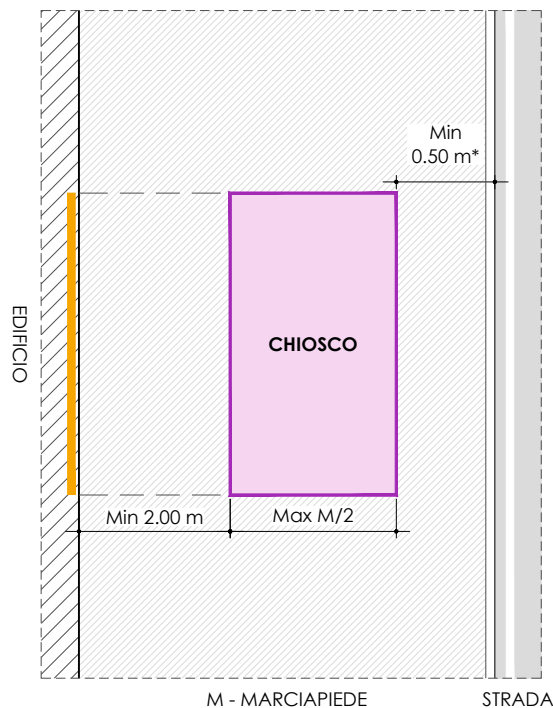 Min
0.50 m*
EDIFICIO
CHIOSCO
Min 2.00 m
Max M/2
M - MARCIAPIEDE
STRADA